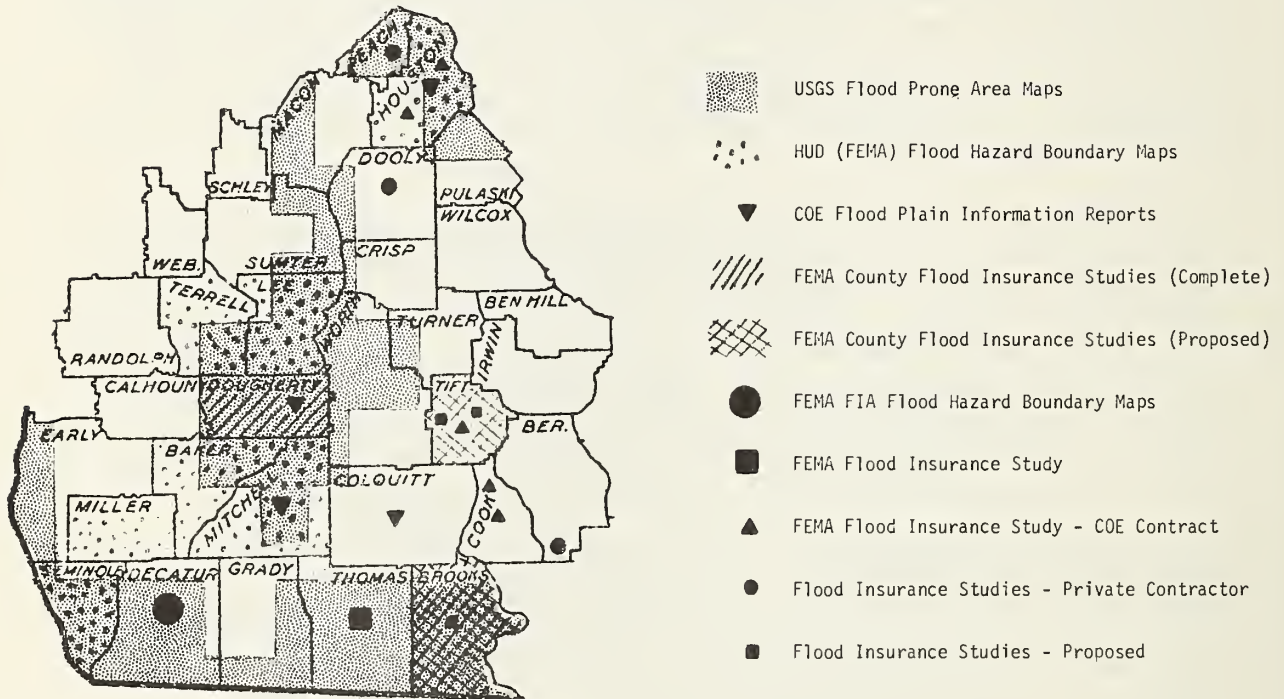 PEACH
HOUSTON
MACON
DOOLY
SCHLEY
PULASKI
WILCOX
CRISP
WEB.
SUMTER
LEE
TERRELL
WORTH
BEN HILL
TURNER
IRWIN
RANDOLPH
CALHOUN
DOUGHERTY
TIFT
EARLY
BER.
BAKER
COLQUITT
MILLER
MITCHELL
COOK
EMINOLE
DECATUR
GRADY
THOMAS
BROOKS
USGS Flood Prone Area Maps
HUD (FEMA) Flood Hazard Boundary Maps
COE Flood Plain Information Reports
FEMA County Flood Insurance Studies (Complete)
FEMA County Flood Insurance Studies (Proposed)
FEMA FIA Flood Hazard Boundary Maps
FEMA Flood Insurance Study
FEMA Flood Insurance Study - COE Contract
Flood Insurance Studies - Private Contractor
Flood Insurance Studies - Proposed